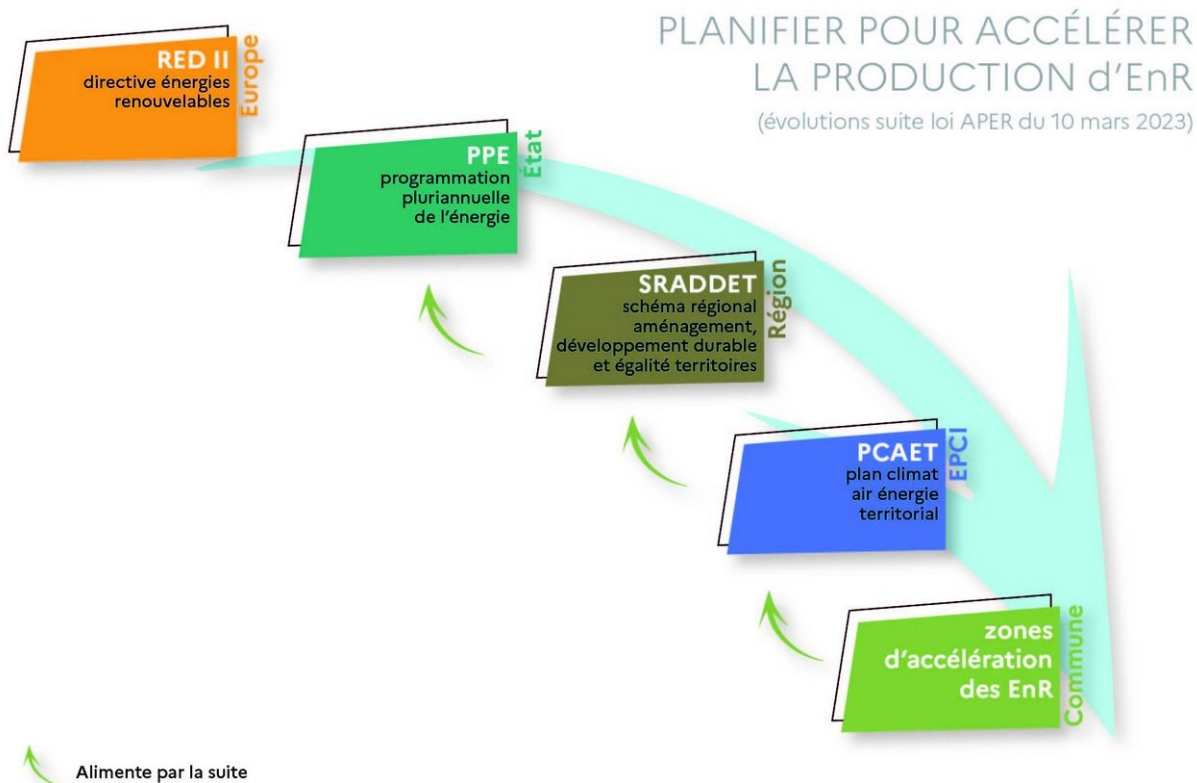 PLANIFIER POUR ACCÉLÉRER
LA PRODUCTION d'EnR
(évolutions suite loi APER du 10 mars 2023)
RED II
directive énergies
renouvelables
Europe
PPE
programmation
pluriannuelle
de l'énergie
État
SRADDET
schéma régional
aménagement,
développement durable
et égalité territoires
Région
PCAET
plan climat
air énergie
territorial
EPCI
zones
d'accélération
des EnR
Commune
Alimente par la suite